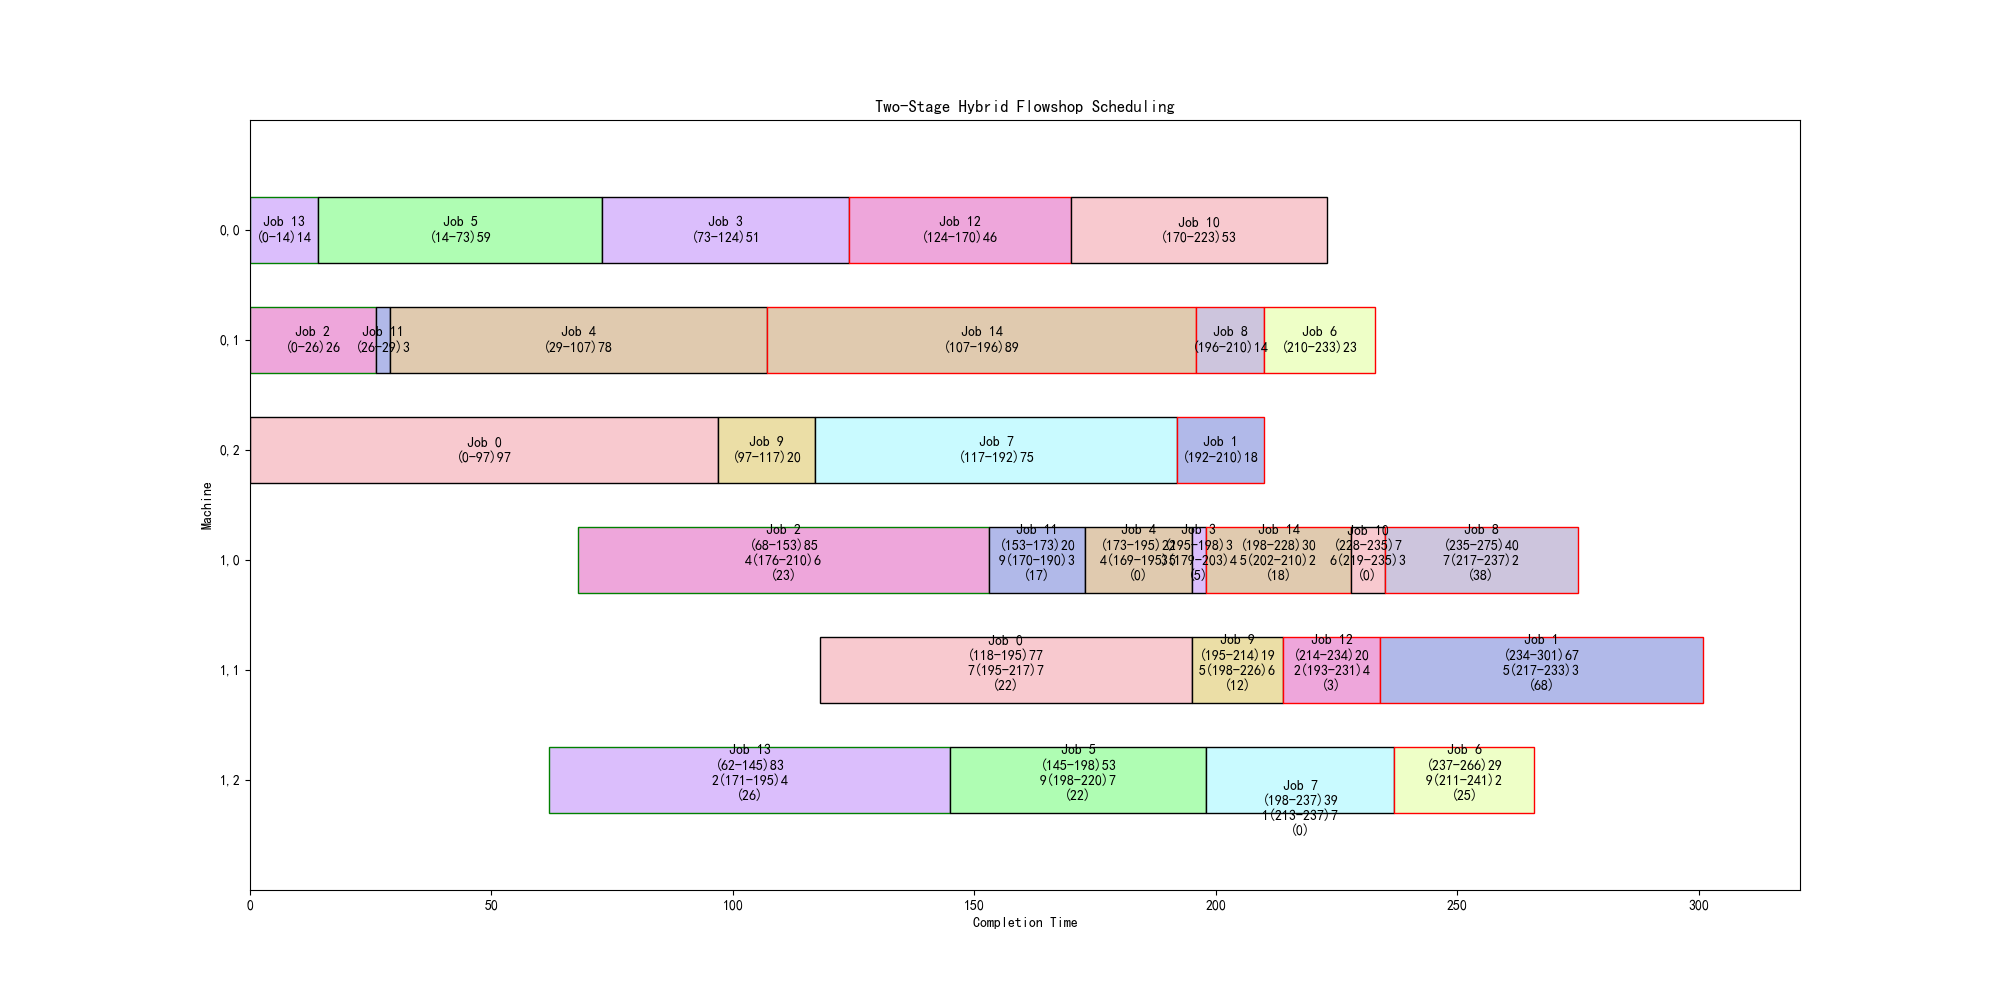 Two-Stage Hybrid Flowshop Scheduling
0,0
Job 13
(0-14)14
Job 5
(14-73)59
Job 3
(73-124)51
Job 12
(124-170)46
Job 10
(170-223)53
0,1
Job 2
(0-26)26
Job 11
(26-29)3
Job 4
(29-107)78
Job 14
(107-196)89
Job 8
(196-210)14
Job 6
(210-233)23
0,2
Job 0
(0-97)97
Job 9
(97-117)20
Job 7
(117-192)75
Job 1
(192-210)18
Machine
1,0
Job 2
(68-153)85
4(176-210)6
(23)
Job 11
(153-173)20
9(170-190)3
(17)
Job 4
(173-195)22
4(169-195)5
(0)
Job 3
(195-198)3
3(179-203)4
(5)
Job 14
(198-228)30
5(202-210)2
(18)
Job 10
(228-235)7
6(219-235)3
(0)
Job 8
(235-275)40
7(217-237)2
(38)
1,1
Job 0
(118-195)77
7(195-217)7
(22)
Job 9
(195-214)19
5(198-226)6
(12)
Job 12
(214-234)20
2(193-231)4
(3)
Job 1
(234-301)67
5(217-233)3
(68)
1,2
Job 13
(62-145)83
2(171-195)4
(26)
Job 5
(145-198)53
9(198-220)7
(22)
Job 7
(198-237)39
1(213-237)7
(0)
Job 6
(237-266)29
9(211-241)2
(25)
0
50
100
150
200
250
300
Completion Time